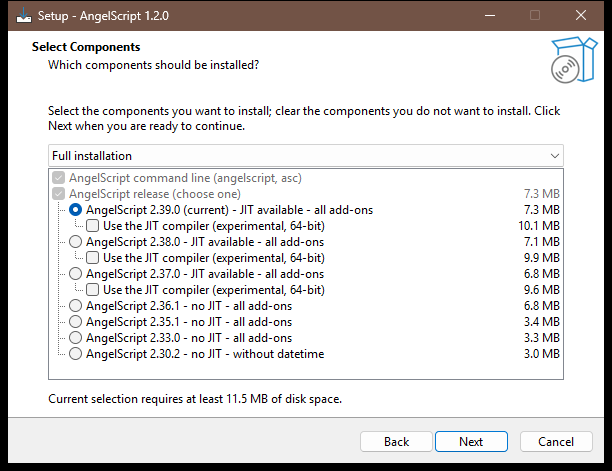 Setup - AngelScript 1.2.0
Select Components
Which components should be installed?
Select the components you want to install; clear the components you do not want to install. Click
Next when you are ready to continue.
Full installation
AngelScript command line (angelscript, asc)
AngelScript release (choose one) 7.3 MB
AngelScript 2.39.0 (current) - JIT available - all add-ons 7.3 MB
Use the JIT compiler (experimental, 64-bit) 10.1 MB
AngelScript 2.38.0 - JIT available - all add-ons 7.1 MB
Use the JIT compiler (experimental, 64-bit) 9.9 MB
AngelScript 2.37.0 - JIT available - all add-ons 6.8 MB
Use the JIT compiler (experimental, 64-bit) 9.6 MB
AngelScript 2.36.1 - no JIT - all add-ons 6.8 MB
AngelScript 2.35.1 - no JIT - all add-ons 3.4 MB
AngelScript 2.33.0 - no JIT - all add-ons 3.3 MB
AngelScript 2.30.2 - no JIT - without datetime 3.0 MB
Current selection requires at least 11.5 MB of disk space.
Back Next Cancel